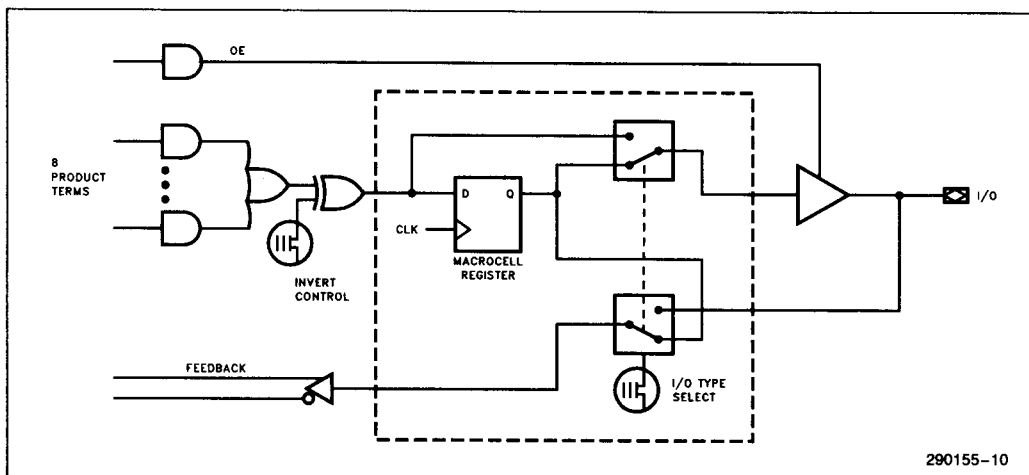 OE
8
PRODUCT
TERMS
I/O
D
Q
CLK
MACROCELL
REGISTER
INVERT
CONTROL
FEEDBACK
I/O TYPE
SELECT
290155-10